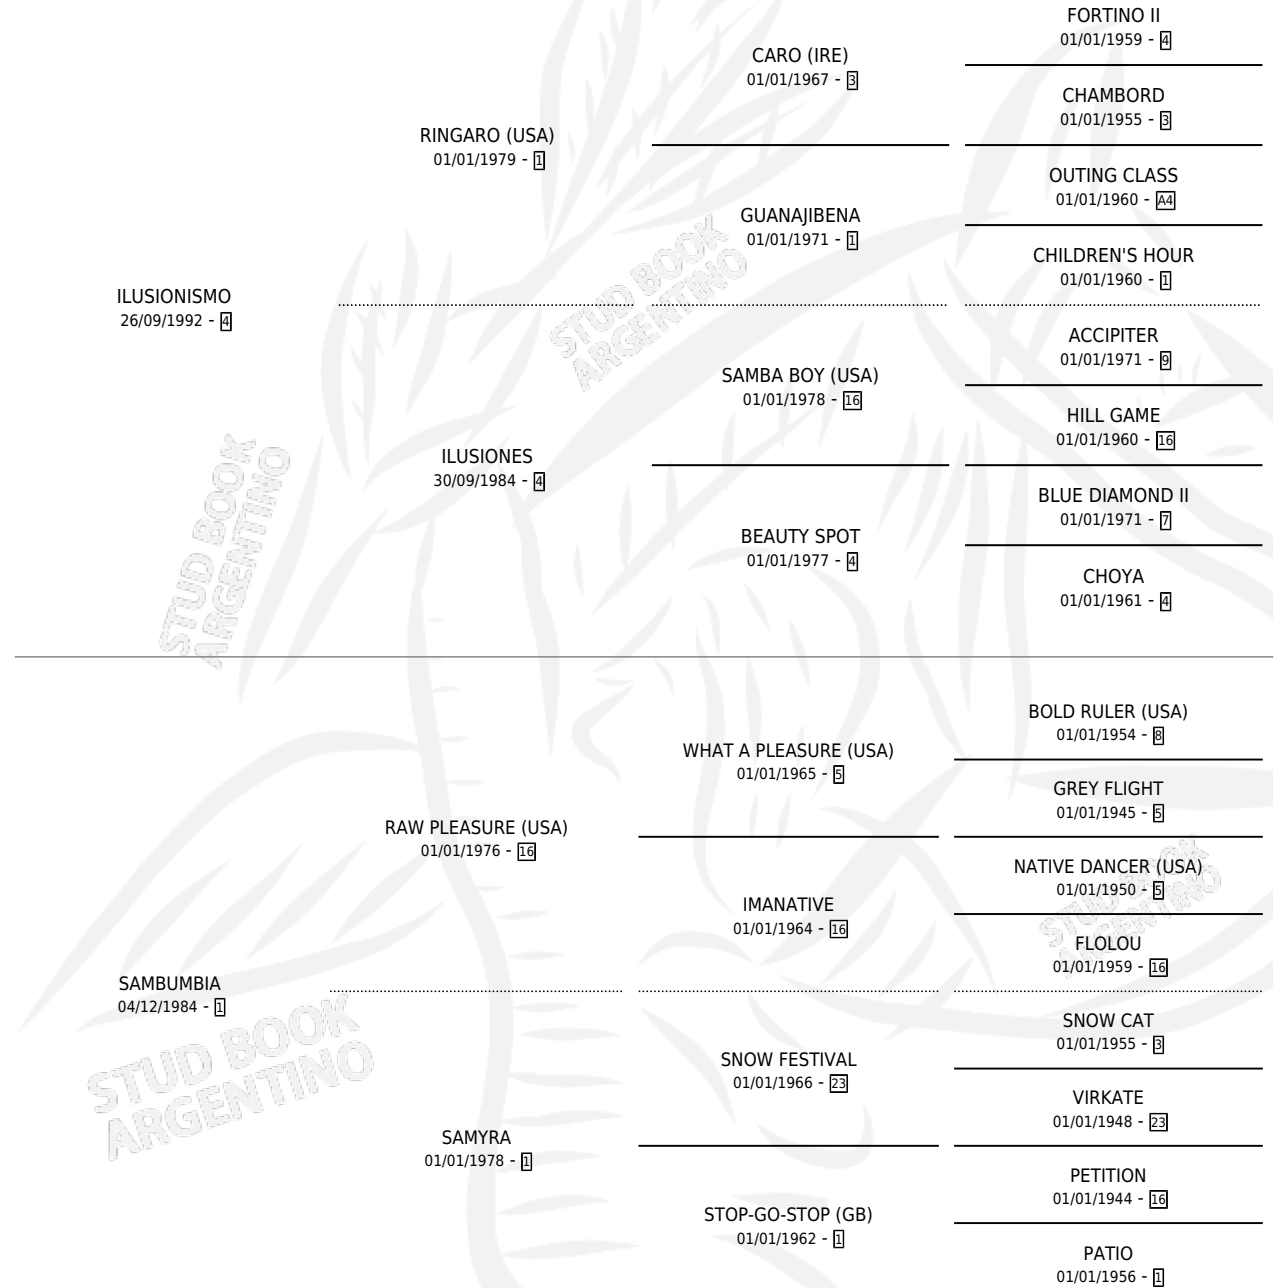 FORTINO II
01/01/1959 - 4
CARO (IRE)
01/01/1967 - 3
CHAMBORD
01/01/1955 - 3
RINGARO (USA)
01/01/1979 - 1
OUTING CLASS
01/01/1960 - A4
GUANAJIBENA
01/01/1971 - 1
CHILDREN'S HOUR
01/01/1960 - 1
ILUSIONISMO
26/09/1992 - 4
ACCIPITER
01/01/1971 - 9
SAMBA BOY (USA)
01/01/1978 - 16
HILL GAME
01/01/1960 - 16
ILUSIONES
30/09/1984 - 4
BLUE DIAMOND II
01/01/1971 - 7
BEAUTY SPOT
01/01/1977 - 4
CHOYA
01/01/1961 - 4
BOLD RULER (USA)
01/01/1954 - 8
WHAT A PLEASURE (USA)
01/01/1965 - 5
GREY FLIGHT
01/01/1945 - 5
RAW PLEASURE (USA)
01/01/1976 - 16
NATIVE DANCER (USA)
01/01/1950 - 5
IMANATIVE
01/01/1964 - 16
FLOLOU
01/01/1959 - 16
SAMBUMBIA
04/12/1984 - 1
SNOW CAT
01/01/1955 - 3
SNOW FESTIVAL
01/01/1966 - 23
VIRKATE
01/01/1948 - 23
SAMYRA
01/01/1978 - 1
PETITION
01/01/1944 - 16
STOP-GO-STOP (GB)
01/01/1962 - 1
PATIO
01/01/1956 - 1
STUD BOOK
ARGENTINO
STUD BOOK
ARGENTINO
STUD BOOK
ARGENTINO
STUD BOOK
ARGENTINO